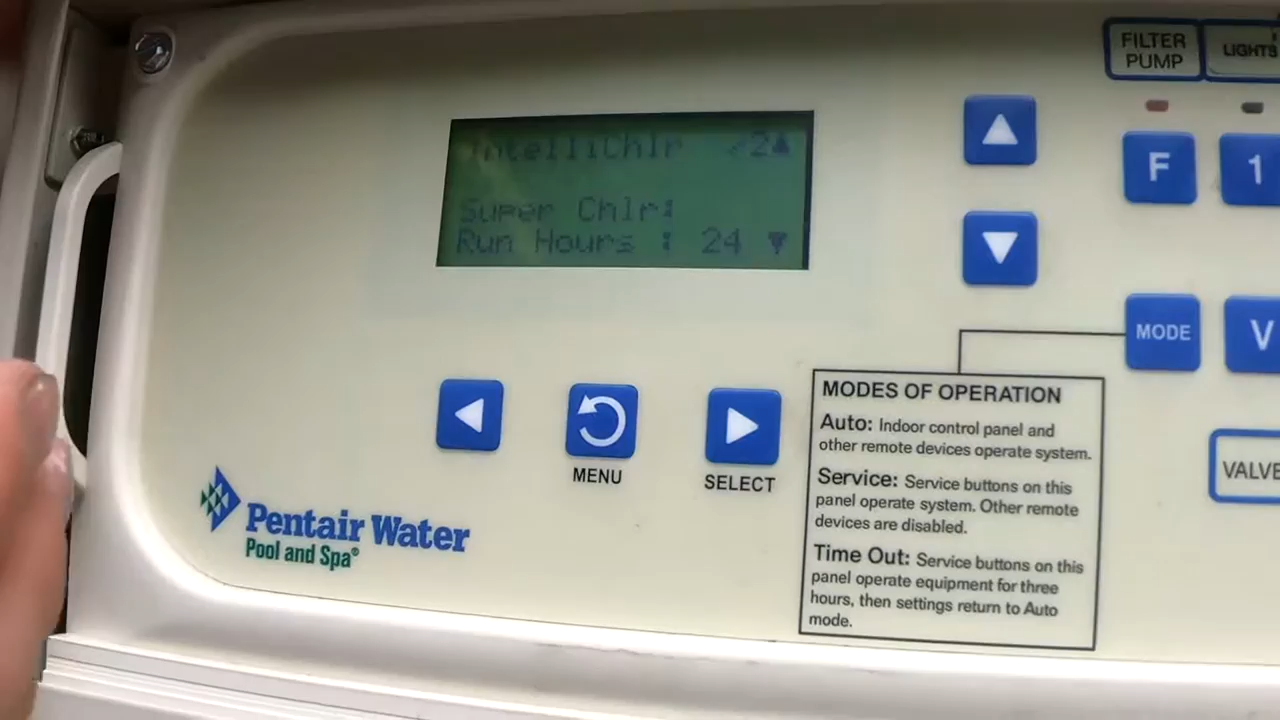 IntelliChlr /2
Super Chlr:
Run Hours : 24
FILTER
PUMP
LIGHTS
F
1
MODE
V
MENU
SELECT
MODES OF OPERATION
Auto: Indoor control panel and
other remote devices operate system.
Service: Service buttons on this
panel operate system. Other remote
devices are disabled.
Time Out: Service buttons on this
panel operate equipment for three
hours, then settings return to Auto
mode.
VALVE
Pentair Water
Pool and Spa®